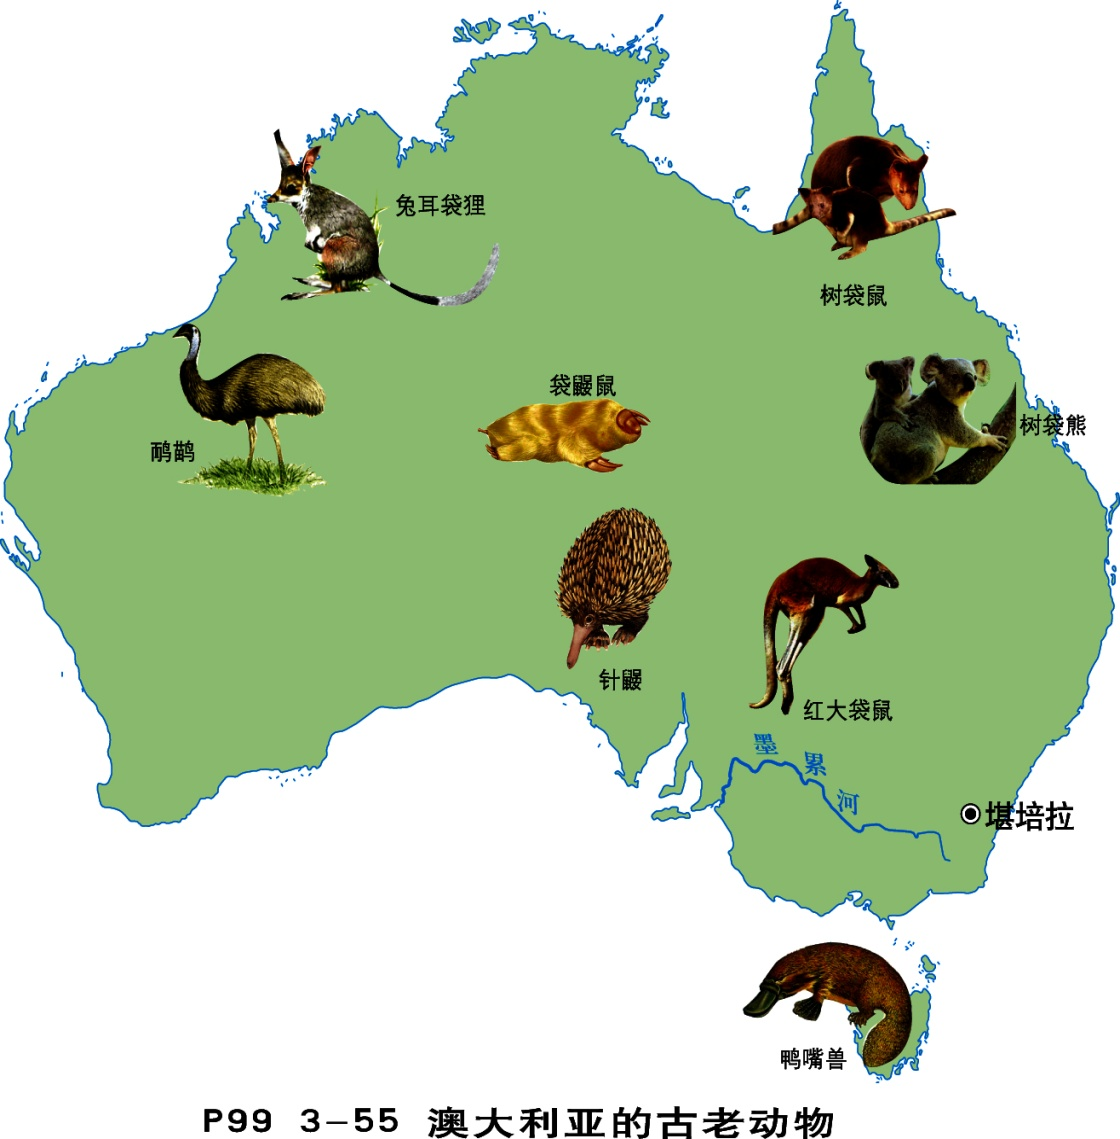 兔耳袋狸
树袋鼠
袋鼹鼠
树袋熊
鸸鹋
针鼹
红大袋鼠
墨累河
堪培拉
鸭嘴兽
P99 3-55 澳大利亚的古老动物